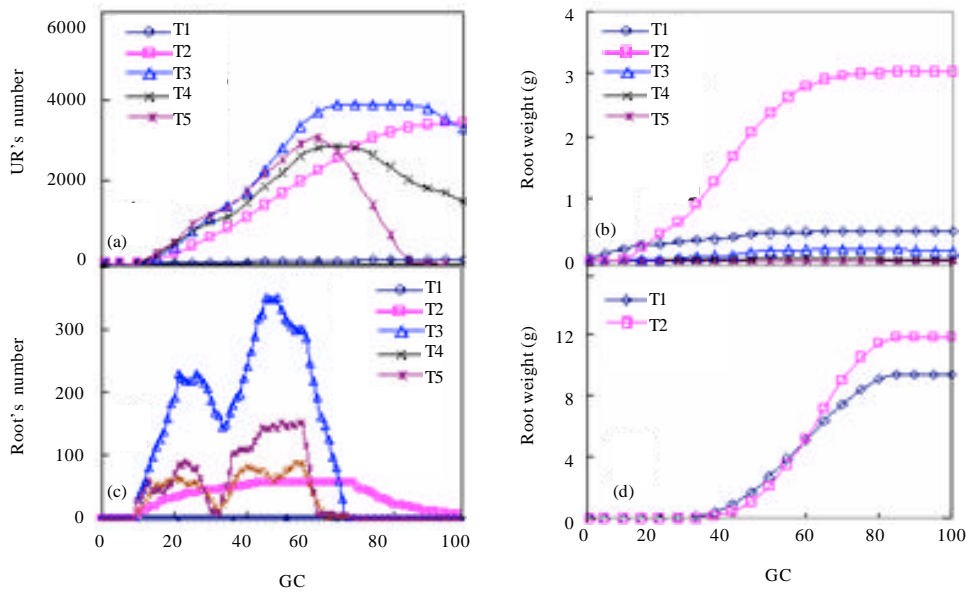 6000
4000
2000
0
UR's number
T1
T2
T3
T4
T5
(a)
4
3
2
1
0
Root weight (g)
T1
T2
T3
T4
T5
(b)
300
200
100
0
Root's number
T1
T2
T3
T4
T5
(c)
0
20
40
60
80
100
GC
12
8
4
0
Root weight (g)
T1
T2
(d)
0
20
40
60
80
100
GC